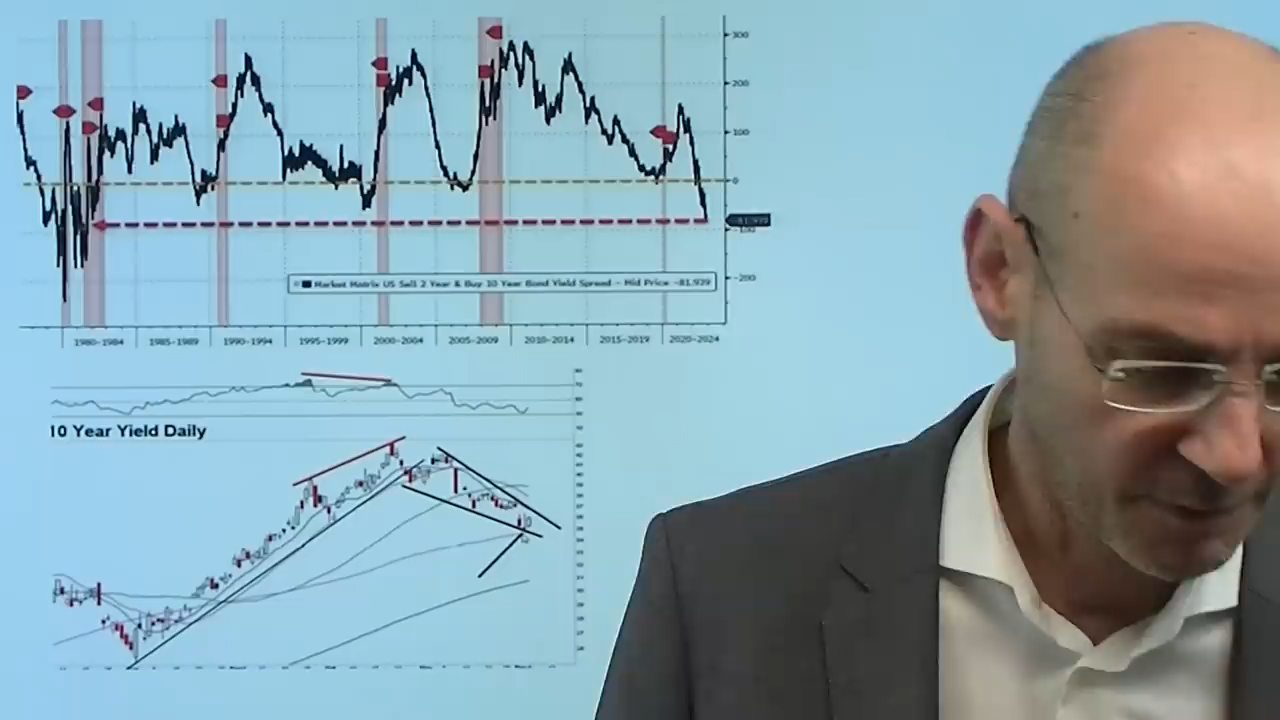 300
200
100
0
-81.939
-100
-200
Market Matrix US Sell 2 Year & Buy 10 Year Bond Yield Spread - Mid Price -81.939
1980-1984 1985-1989 1990-1994 1995-1999 2000-2004 2005-2009 2010-2014 2015-2019 2020-2024
10 Year Yield Daily